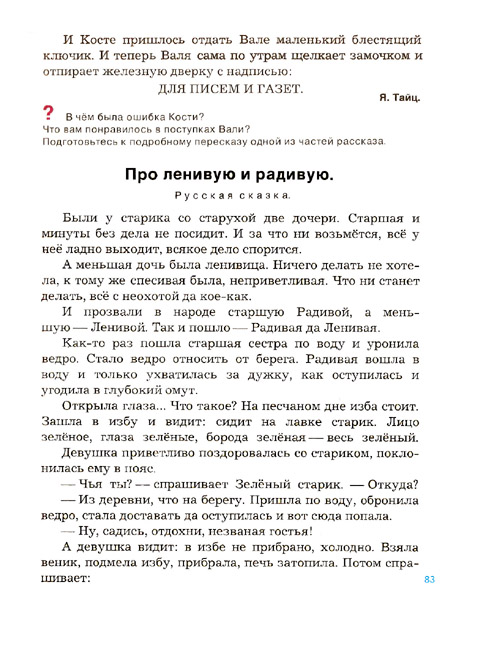 И Косте пришлось отдать Вале маленький блестящий
ключик. И теперь Валя сама по утрам щелкает замочком и
отпирает железную дверку с надписью:
ДЛЯ ПИСЕМ И ГАЗЕТ.
Я. Тайц.
? В чём была ошибка Кости?
Что вам понравилось в поступках Вали?
Подготовьтесь к подробному пересказу одной из частей рассказа.
Про ленивую и радивую.
Русская сказка.
Были у старика со старухой две дочери. Старшая и
минуты без дела не посидит. И за что ни возьмётся, всё у
неё ладно выходит, всякое дело спорится.
А меньшая дочь была ленивица. Ничего делать не хоте-
ла, к тому же спесивая была, неприветливая. Что ни станет
делать, всё с неохотой да кое-как.
И прозвали в народе старшую Радивой, а мень-
шую — Ленивой. Так и пошло — Радивая да Ленивая.
Как-то раз пошла старшая сестра по воду и уронила
ведро. Стало ведро относить от берега. Радивая вошла в
воду и только ухватилась за дужку, как оступилась и
угодила в глубокий омут.
Открыла глаза... Что такое? На песчаном дне изба стоит.
Зашла в избу и видит: сидит на лавке старик. Лицо
зелёное, глаза зелёные, борода зелёная — весь зелёный.
Девушка приветливо поздоровалась со стариком, покло-
нилась ему в пояс.
— Чья ты? — спрашивает Зелёный старик. — Откуда?
— Из деревни, что на берегу. Пришла по воду, обронила
ведро, стала доставать да оступилась и вот сюда попала.
— Ну, садись, отдохни, незваная гостья!
А девушка видит: в избе не прибрано, холодно. Взяла
веник, подмела избу, прибрала, печь затопила. Потом спра-
шивает:
83